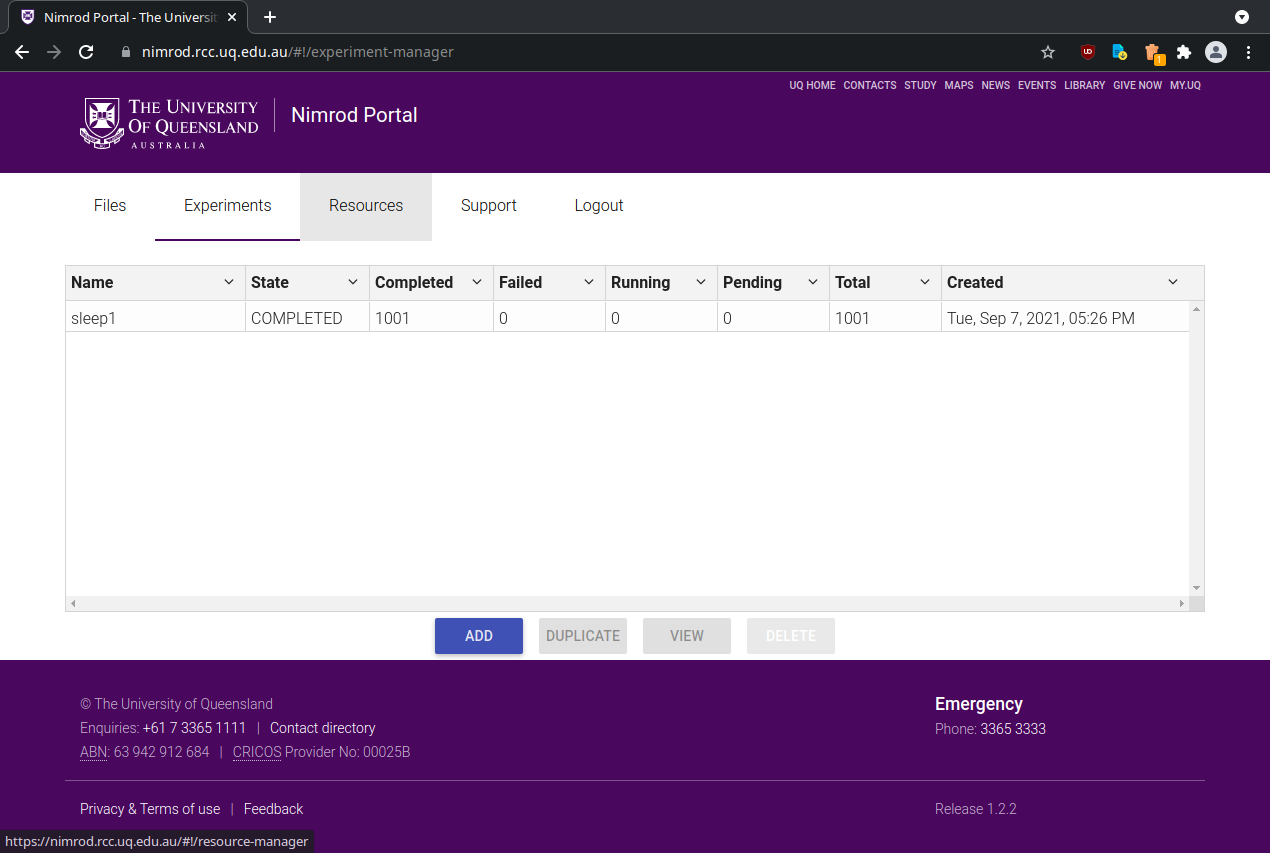 Nimrod Portal - The Universit
nimrod.rcc.uq.edu.au/#!/experiment-manager
UO
1
UQ HOME CONTACTS STUDY MAPS NEWS EVENTS LIBRARY GIVE NOW MY.UQ
THE UNIVERSITY
OF QUEENSLAND
AUSTRALIA
Nimrod Portal
Files Experiments Resources Support Logout
Name State Completed Failed Running Pending Total Created
sleep1 COMPLETED 1001 0 0 0 1001 Tue, Sep 7, 2021, 05:26 PM
ADD DUPLICATE VIEW DELETE
© The University of Queensland
Enquiries: +61 7 3365 1111 | Contact directory
ABN: 63 942 912 684 | CRICOS Provider No: 00025B
Emergency
Phone: 3365 3333
Privacy & Terms of use | Feedback
Release 1.2.2
https://nimrod.rcc.uq.edu.au/#!/resource-manager